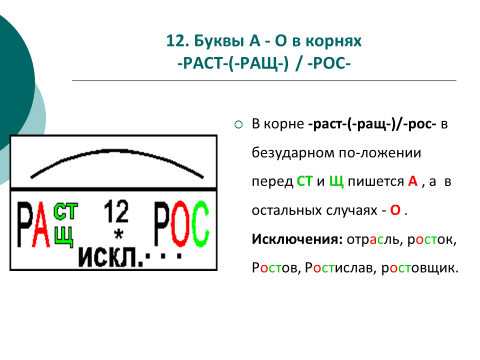 12. Буквы А - О в корнях
-РАСТ-(-РАЩ-) / -РОС-
В корне -раст-(-ращ-)/-рос- в
безударном по-ложении
перед СТ и Щ пишется А , а  в
остальных случаях - О .
Исключения: отрасль, росток,
Ростов, Ростислав, ростовщик.
РА СТ Щ 12 РОС
*
искл. . . .